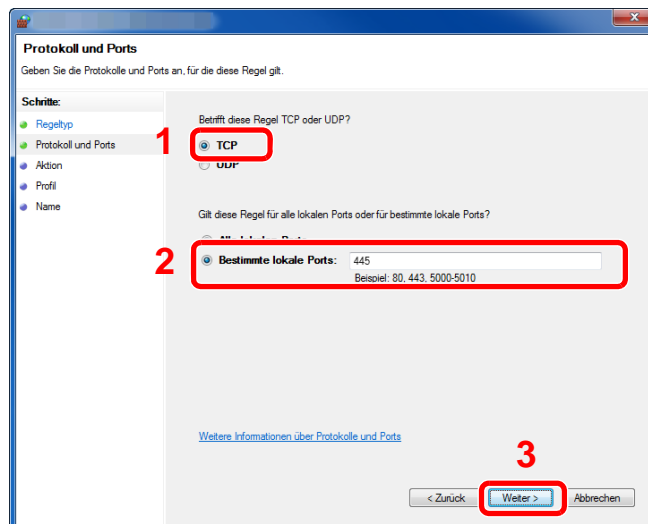 Protokoll und Ports
Geben Sie die Protokolle und Ports an, für die diese Regel gilt.
Schritte:
Regeltyp
Protokoll und Ports
Aktion
Profil
Name
Betrifft diese Regel TCP oder UDP?
1
TCP
UDP
Gilt diese Regel für alle lokalen Ports oder für bestimmte lokale Ports?
2
Bestimmte lokale Ports: 445
Beispiel: 80, 443, 5000-5010
Weitere Informationen über Protokolle und Ports
3
< Zurück Weiter > Abbrechen